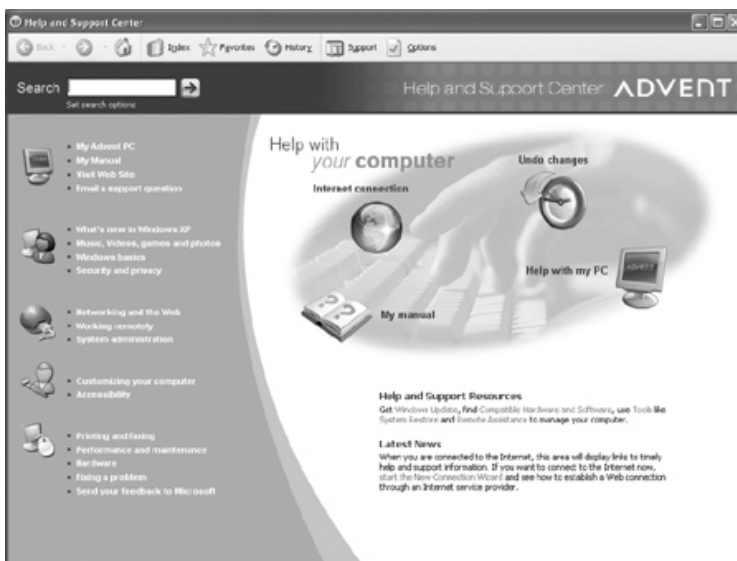 Help and Support Center
Back
Index
Favorites
History
Support
Options
Search
Set search options
Help and Support Center
ADVENT
My Advent PC
My Manual
Visit Web Site
Email a support question
What's new in Windows XP
Music, Videos, games and photos
Windows basics
Security and privacy
Networking and the Web
Working remotely
System administration
Customizing your computer
Accessibility
Printing and faxing
Performance and maintenance
Hardware
Fixing a problem
Send your feedback to Microsoft
Help with
your computer
Internet connection
Undo changes
Help with my PC
ADVENT
My manual
Help and Support Resources
Get Windows Update, find Compatible Hardware and Software, use Tools like
System Restore and Remote Assistance to manage your computer.
Latest News
When you are connected to the Internet, this area will display links to timely
help and support information. If you want to connect to the Internet now,
start the New Connection Wizard and see how to establish a Web connection
through an Internet service provider.